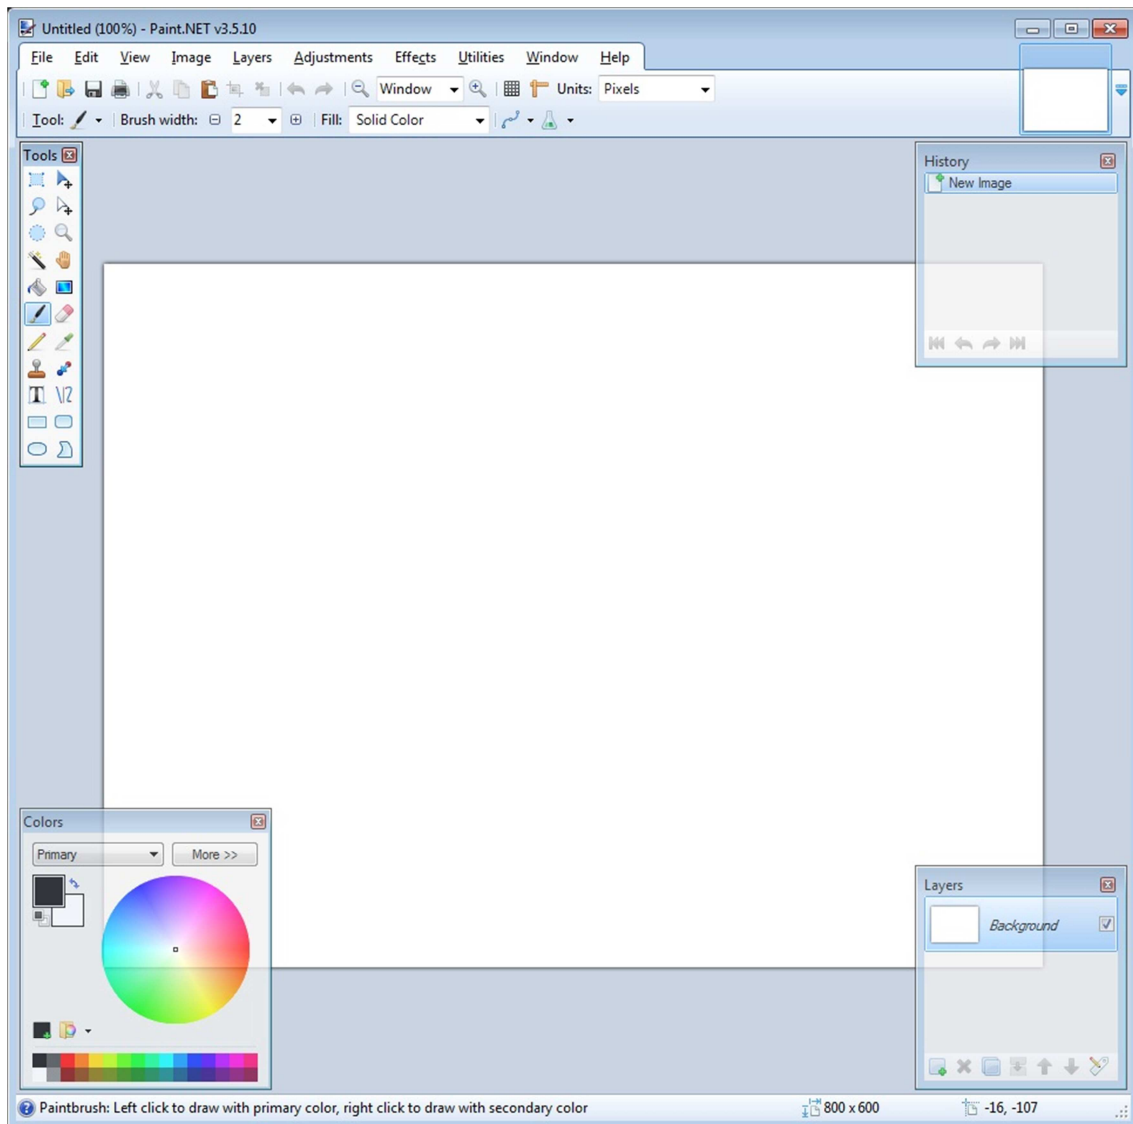 Untitled (100%) - Paint.NET v3.5.10
File Edit View Image Layers Adjustments Effects Utilities Window Help
Window Units: Pixels
Tool: Brush width: 2 Fill: Solid Color
Tools
History
New Image
T
Colors
Primary More >>
Layers
Background
Paintbrush: Left click to draw with primary color, right click to draw with secondary color 800 x 600 -16, -107